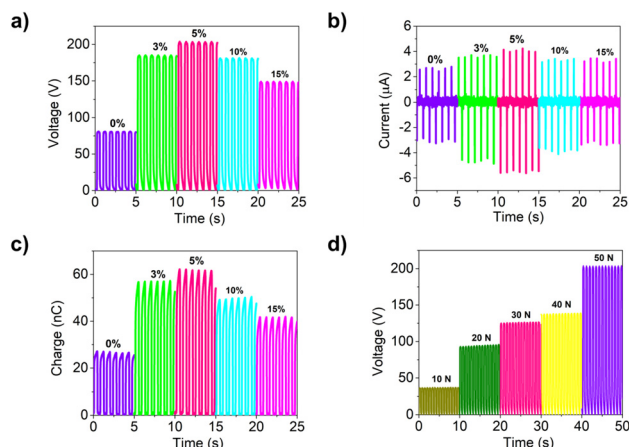 a)
200
150
100
50
0
Voltage (V)
0%
3%
5%
10%
15%
0 5 10 15 20 25
Time (s)
b)
6
4
2
0
-2
-4
-6
Current (μA)
0%
3%
5%
10%
15%
0 5 10 15 20 25
Time (s)
c)
60
40
20
0
Charge (nC)
0%
3%
5%
10%
15%
0 5 10 15 20 25
Time (s)
d)
200
150
100
50
0
Voltage (V)
10 N
20 N
30 N
40 N
50 N
0 10 20 30 40 50
Time (s)